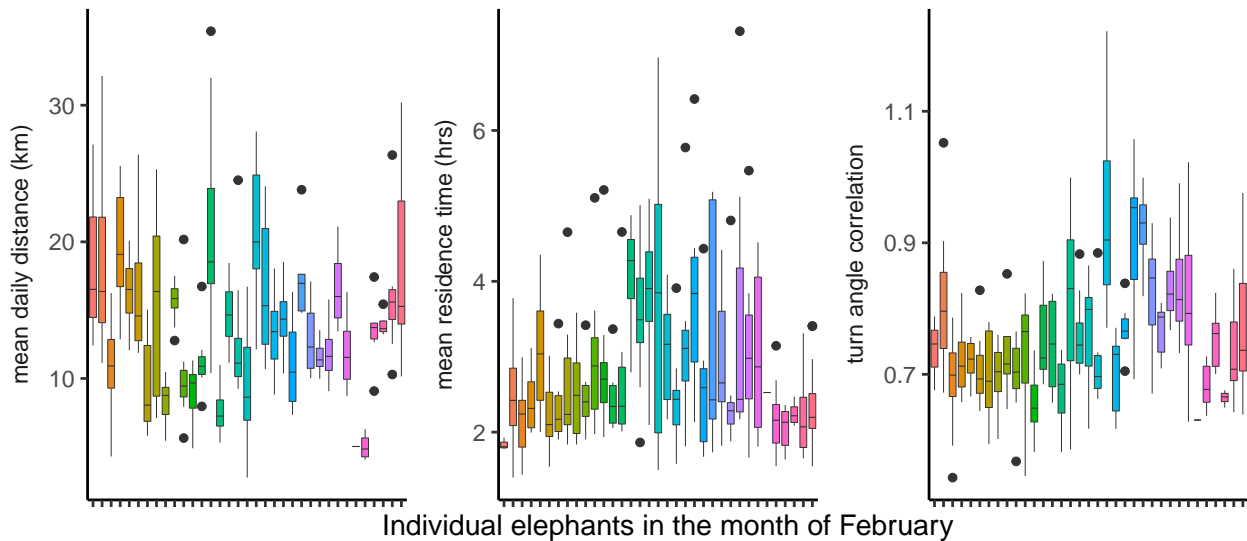 mean daily distance (km)
30
20
10
mean residence time (hrs)
6
4
2
turn angle correlation
1.1
0.9
0.7
Individual elephants in the month of February